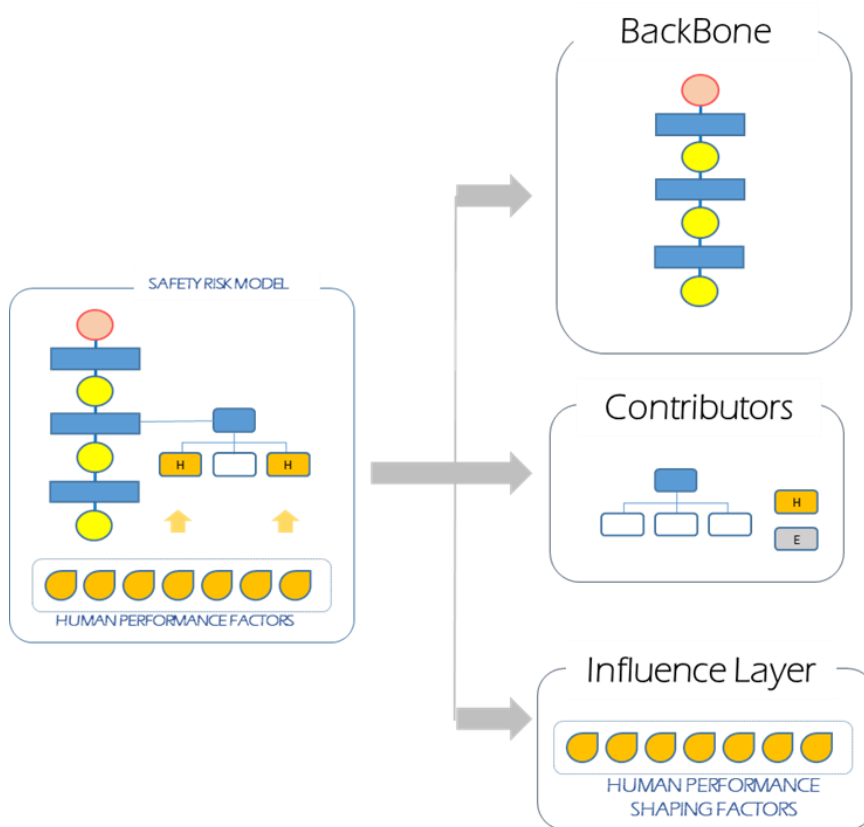 BackBone
SAFETY RISK MODEL
H
H
HUMAN PERFORMANCE FACTORS
Contributors
H
E
Influence Layer
HUMAN PERFORMANCE
SHAPING FACTORS